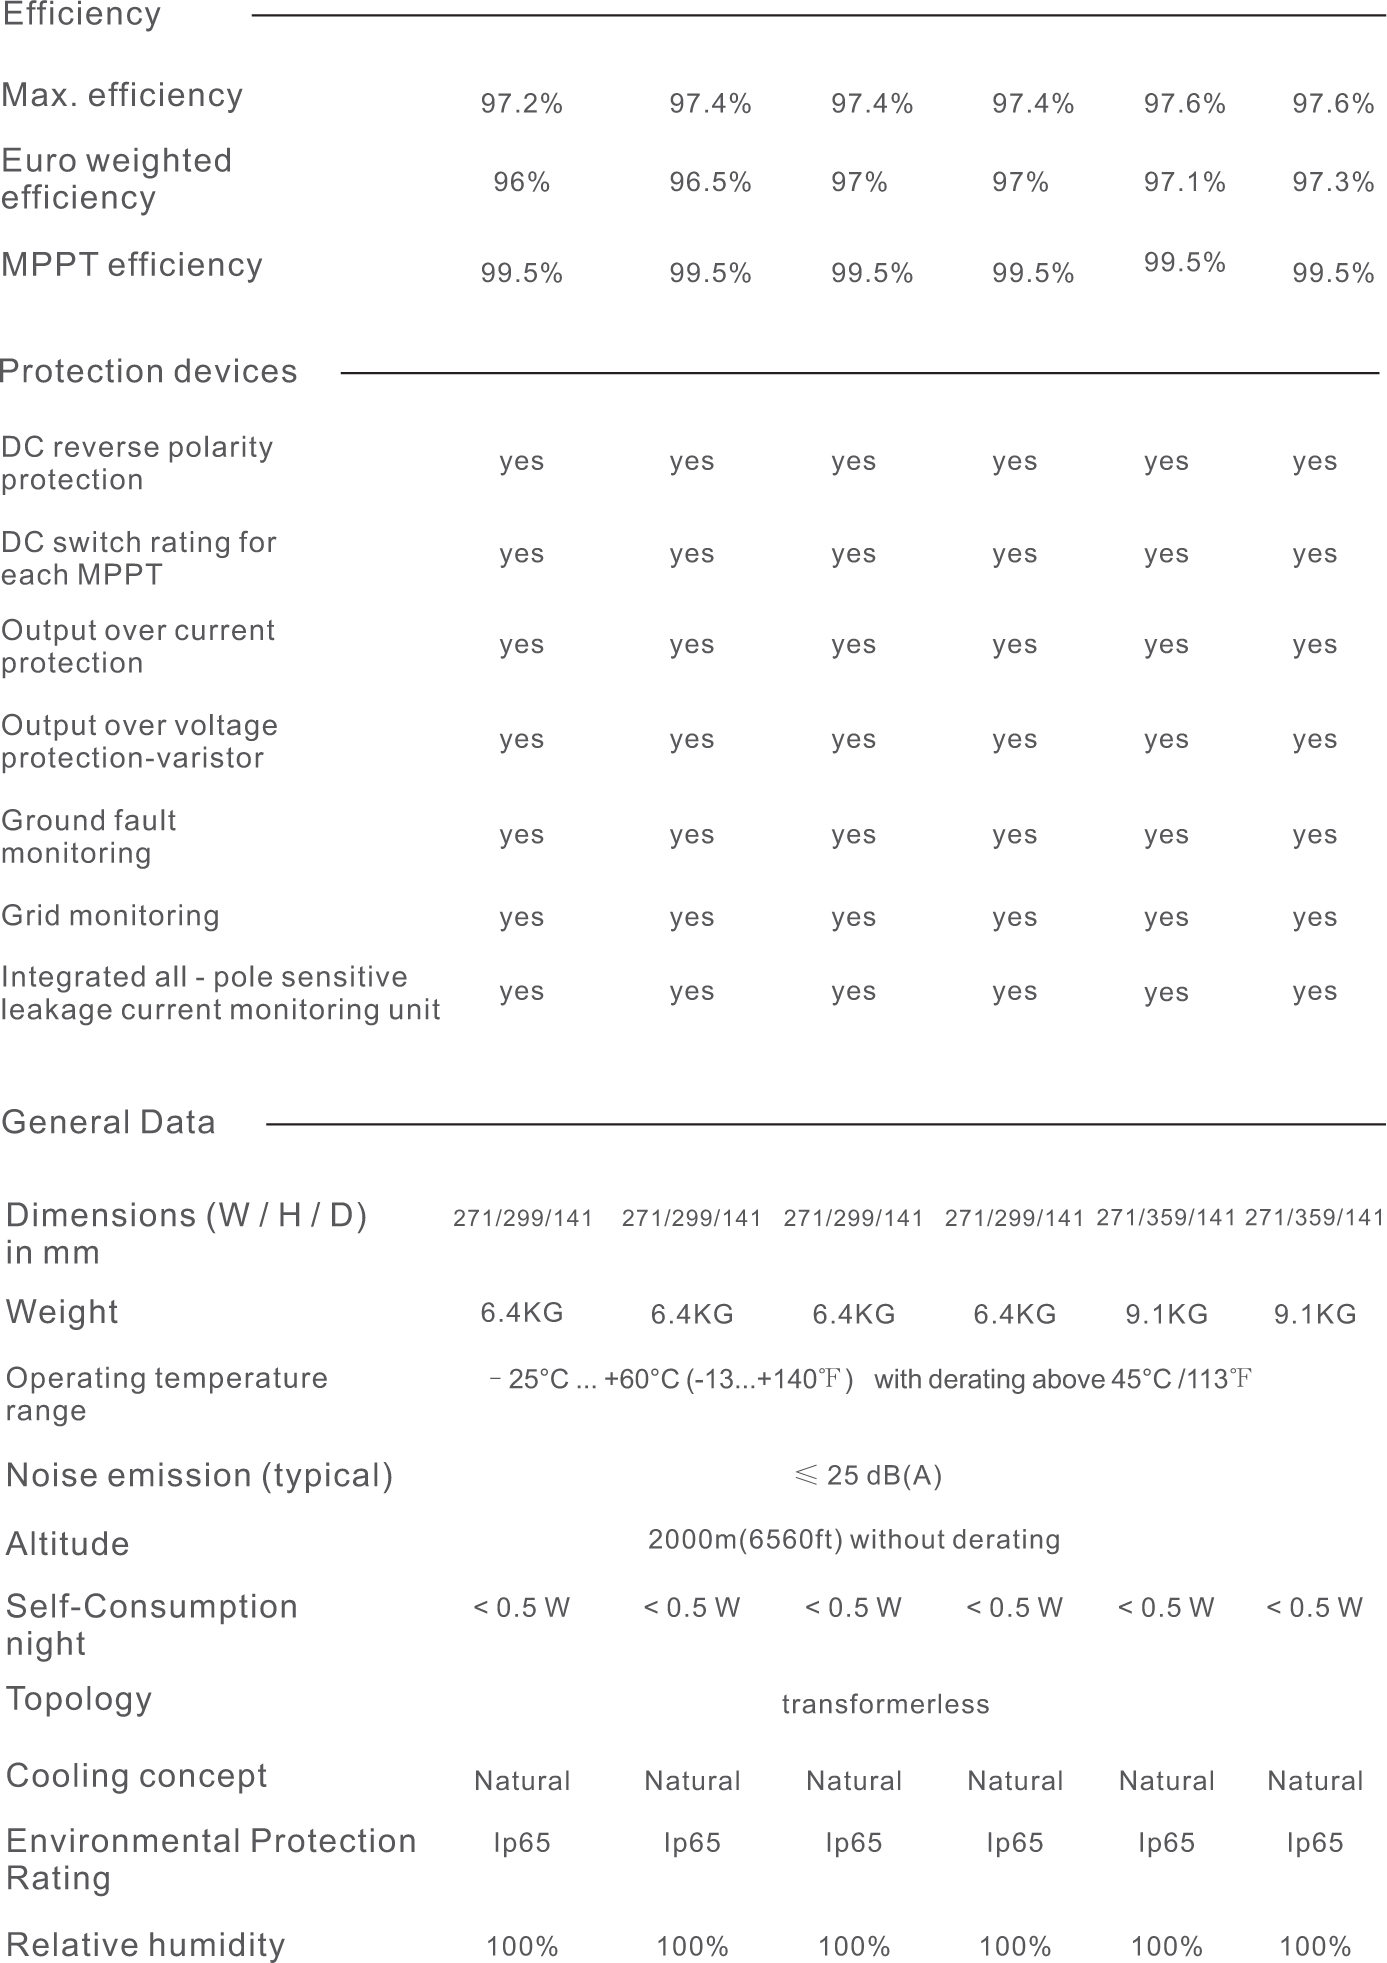 Efficiency
Max. efficiency 97.2% 97.4% 97.4% 97.4% 97.6% 97.6%
Euro weighted
efficiency 96% 96.5% 97% 97% 97.1% 97.3%
MPPT efficiency 99.5% 99.5% 99.5% 99.5% 99.5% 99.5%
Protection devices
DC reverse polarity
protection yes yes yes yes yes yes
DC switch rating for
each MPPT yes yes yes yes yes yes
Output over current
protection yes yes yes yes yes yes
Output over voltage
protection-varistor yes yes yes yes yes yes
Ground fault
monitoring yes yes yes yes yes yes
Grid monitoring yes yes yes yes yes yes
Integrated all - pole sensitive
leakage current monitoring unit yes yes yes yes yes yes
General Data
Dimensions (W / H / D) 271/299/141 271/299/141 271/299/141 271/299/141 271/359/141 271/359/141
in mm
Weight 6.4KG 6.4KG 6.4KG 6.4KG 9.1KG 9.1KG
Operating temperature - 25°C ... +60°C (-13...+140℉) with derating above 45°C /113℉
range
Noise emission (typical) ≤ 25 dB(A)
Altitude 2000m(6560ft) without derating
Self-Consumption < 0.5 W < 0.5 W < 0.5 W < 0.5 W < 0.5 W < 0.5 W
night
Topology transformerless
Cooling concept Natural Natural Natural Natural Natural Natural
Environmental Protection Ip65 Ip65 Ip65 Ip65 Ip65 Ip65
Rating
Relative humidity 100% 100% 100% 100% 100% 100%